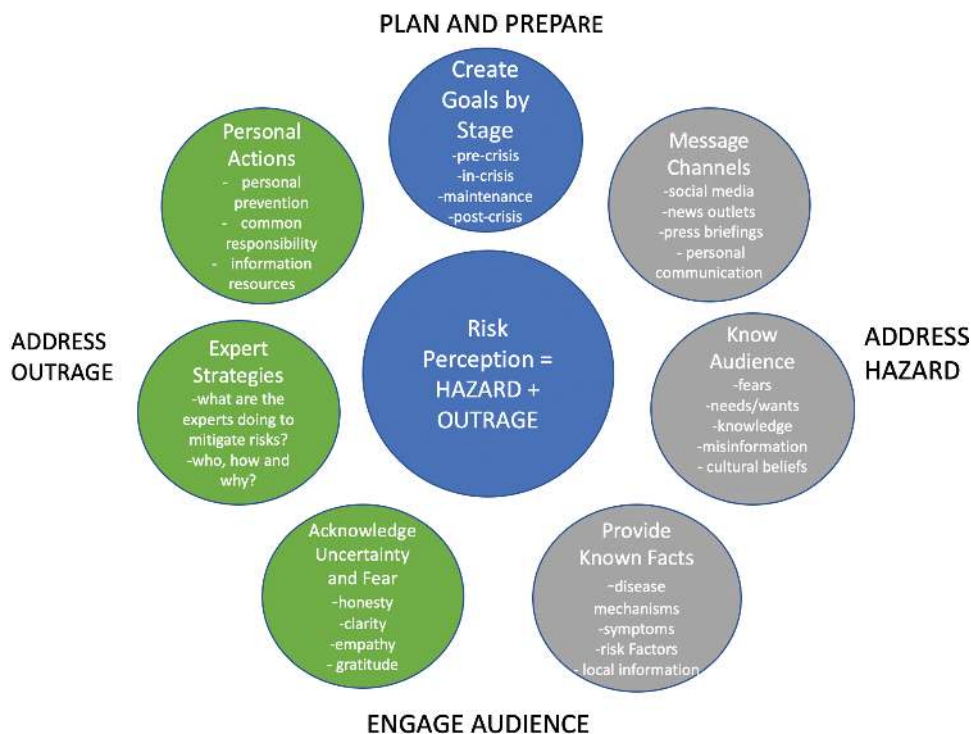 PLAN AND PREPARE
Create
Goals by
Stage
-pre-crisis
-in-crisis
-maintenance
-post-crisis
Personal
Actions
- personal
prevention
- common
responsibility
- information
resources
Message
Channels
-social media
-news outlets
-press briefings
- personal
communication
ADDRESS
OUTRAGE
Expert
Strategies
-what are the
experts doing to
mitigate risks?
-who, how and
why?
Risk
Perception =
HAZARD +
OUTRAGE
Know
Audience
-fears
-needs/wants
-knowledge
-misinformation
- cultural beliefs
ADDRESS
HAZARD
Acknowledge
Uncertainty
and Fear
-honesty
-clarity
-empathy
- gratitude
Provide
Known Facts
-disease
mechanisms
-symptoms
-risk Factors
- local information
ENGAGE AUDIENCE